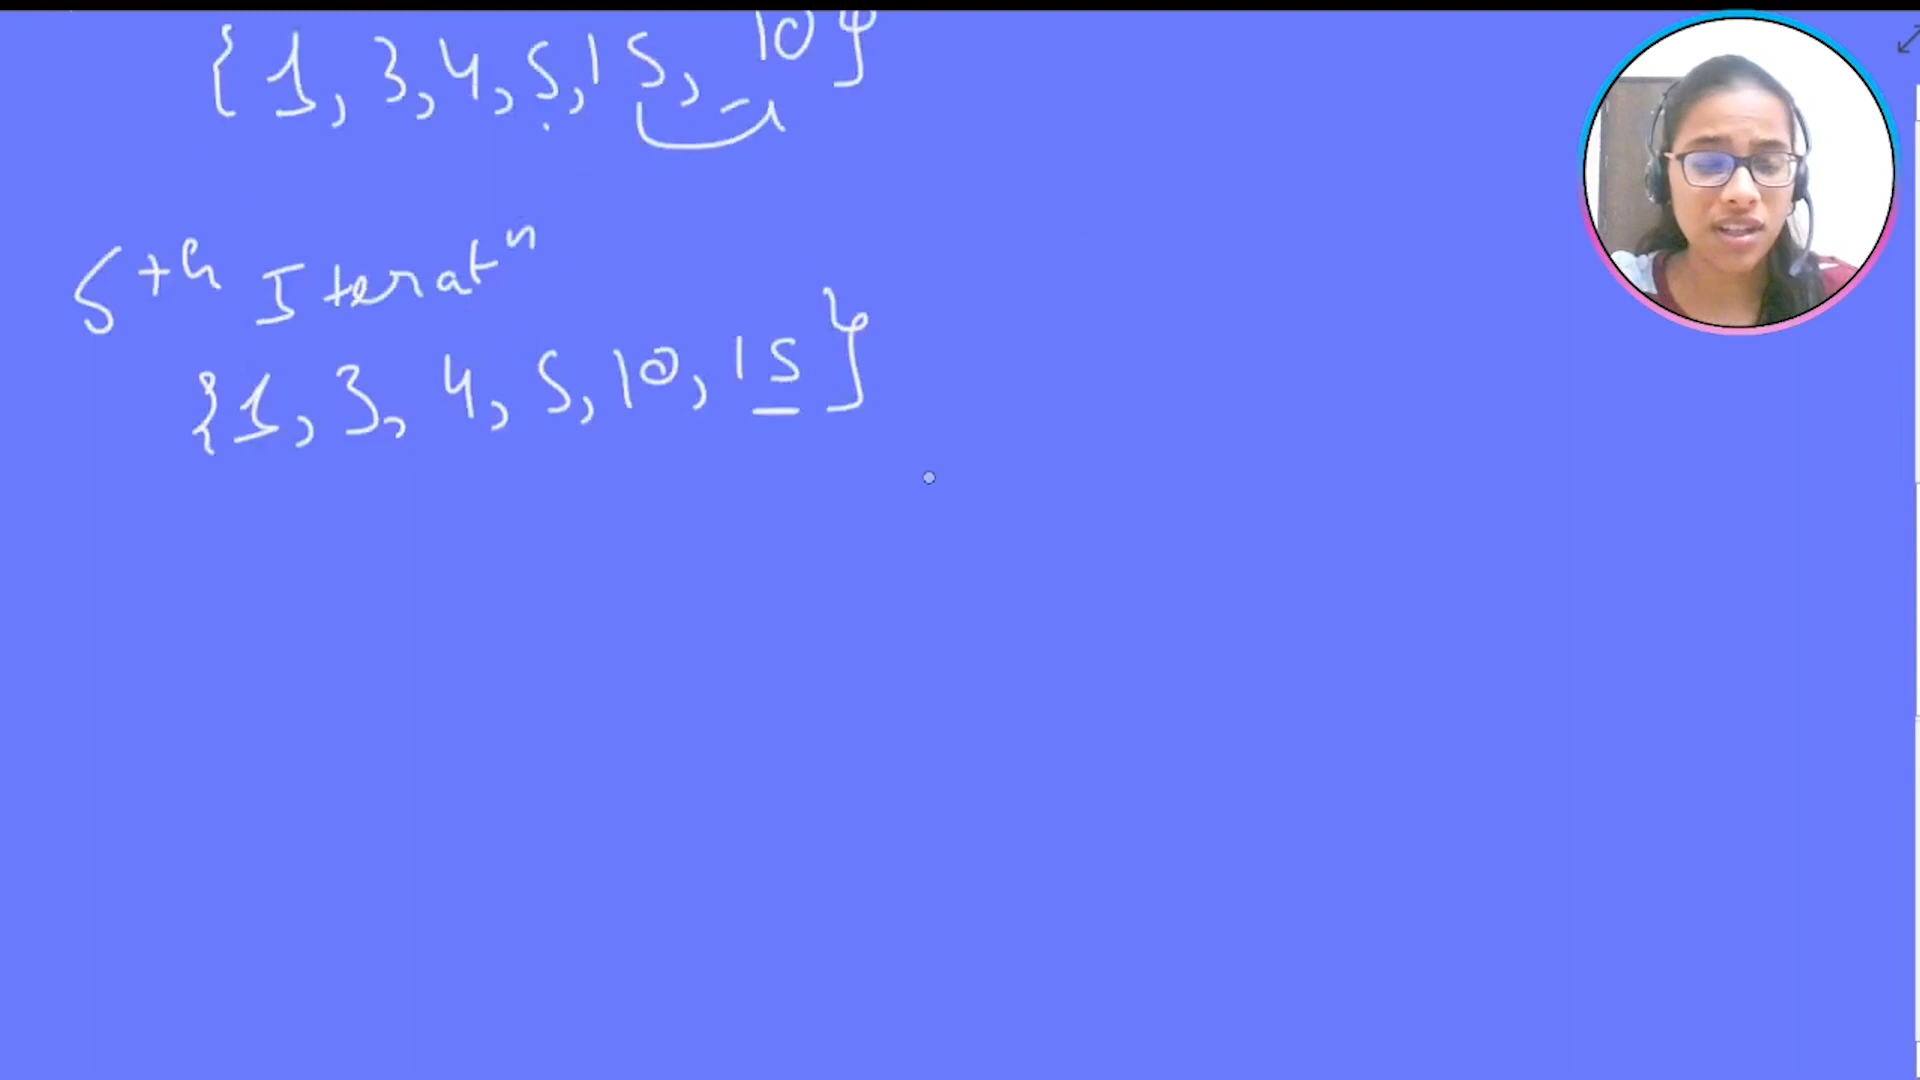 {1, 3, 4, 5, 15, 10}
5th Iteratn
{1, 3, 4, 5, 10, 15}